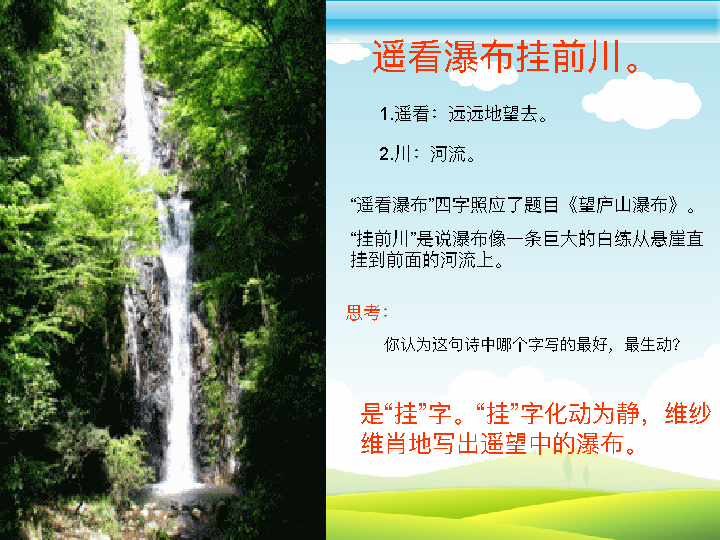 遥看瀑布挂前川。
1.遥看：远远地望去。
2.川：河流。
“遥看瀑布”四字照应了题目《望庐山瀑布》。
“挂前川”是说瀑布像一条巨大的白练从悬崖直
挂到前面的河流上。
思考：
你认为这句诗中哪个字写的最好，最生动？
是“挂”字。“挂”字化动为静，维纱
维肖地写出遥望中的瀑布。